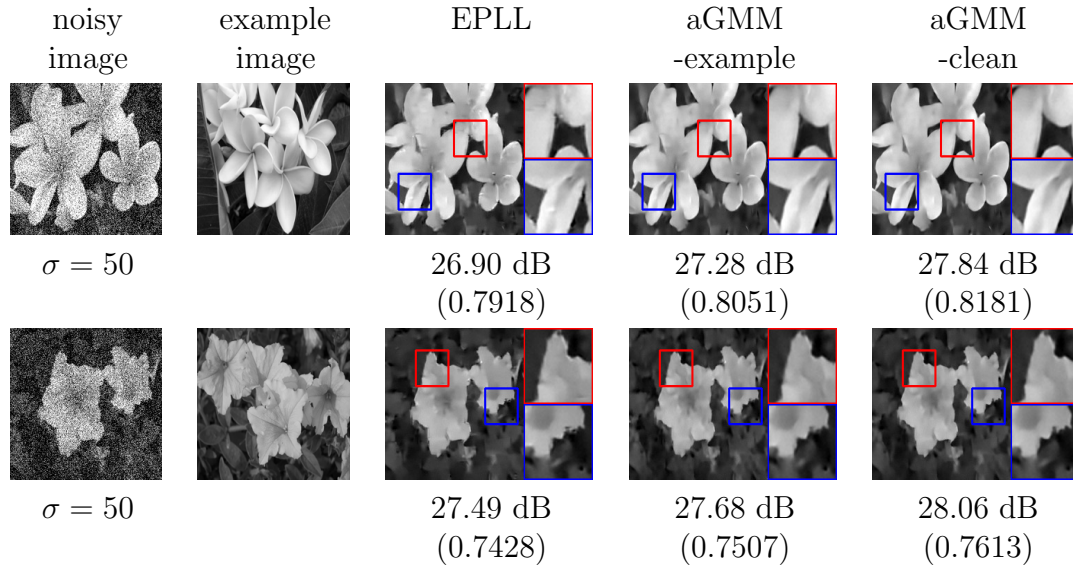 noisy image
example image
EPLL
aGMM -example
aGMM -clean
σ = 50
26.90 dB
27.28 dB
27.84 dB
(0.7918)
(0.8051)
(0.8181)
σ = 50
27.49 dB
27.68 dB
28.06 dB
(0.7428)
(0.7507)
(0.7613)